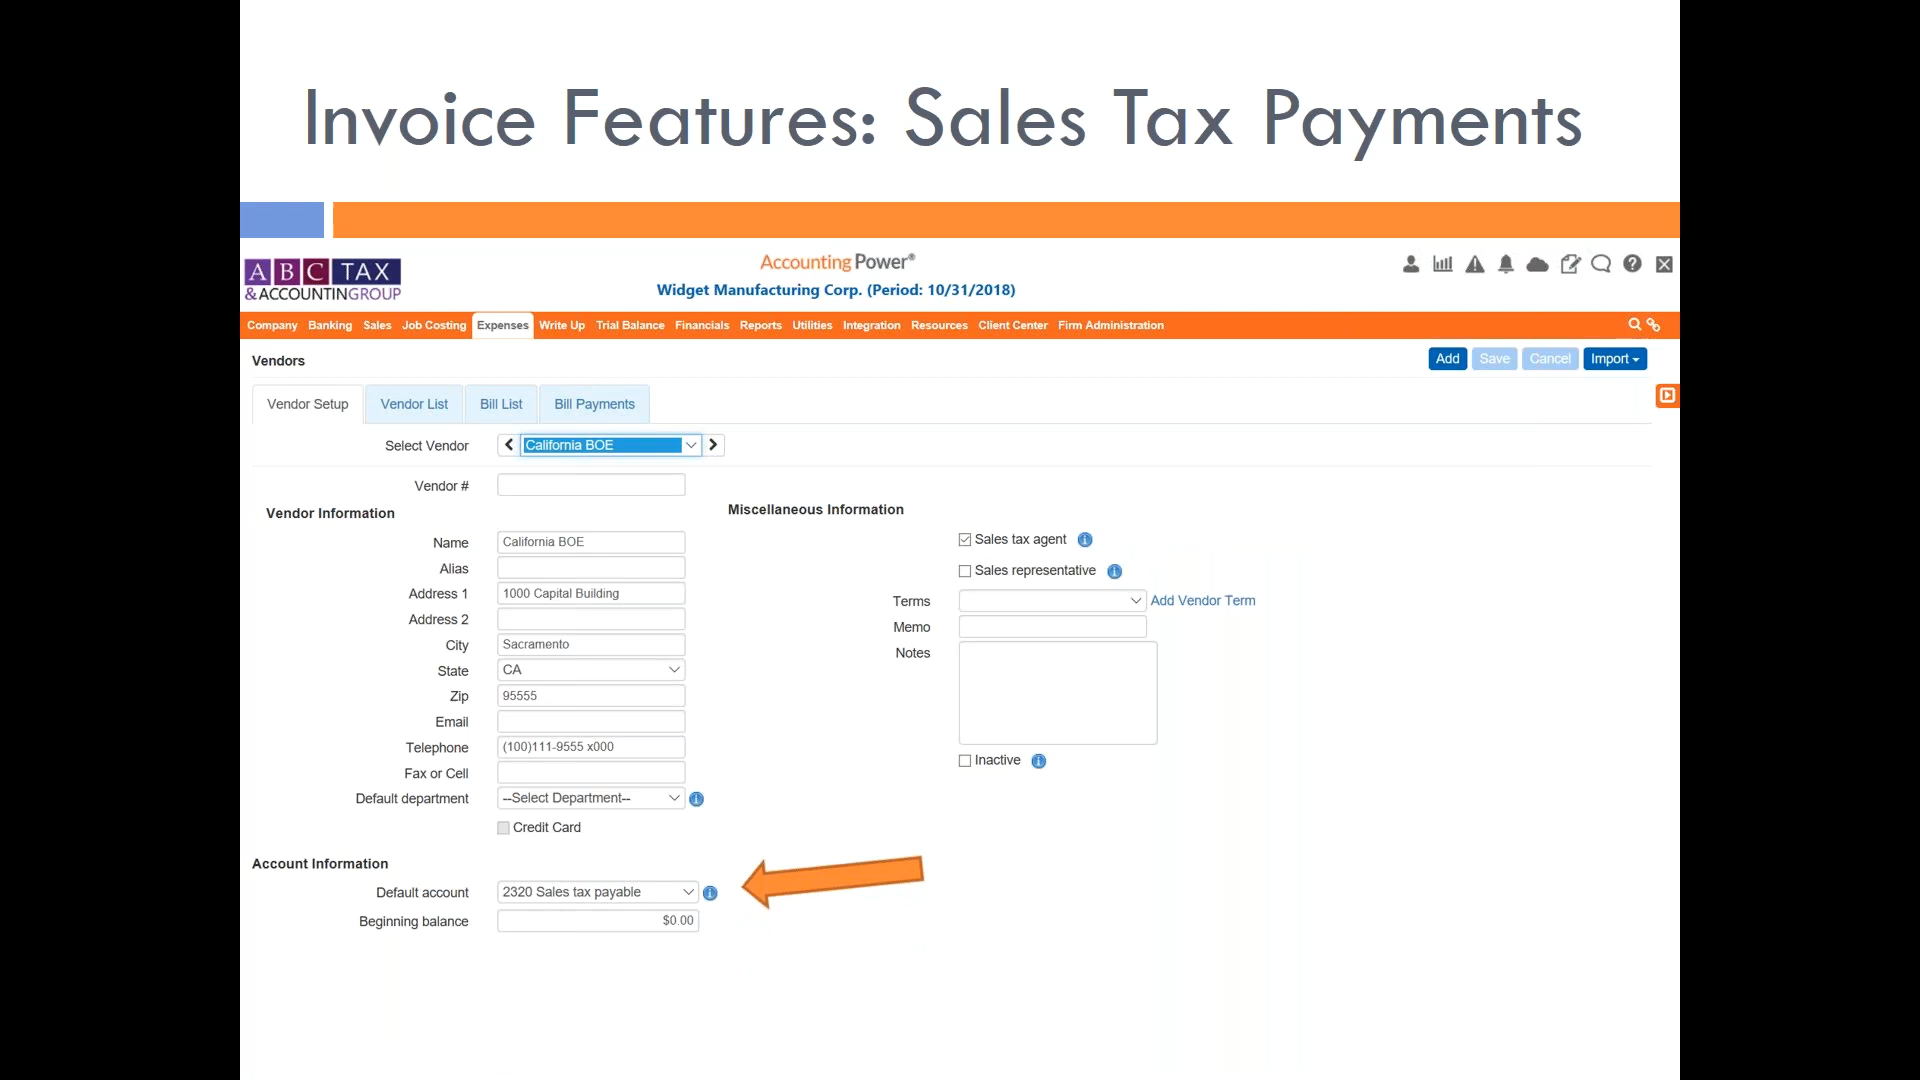 Invoice Features: Sales Tax Payments
ABC TAX
& ACCOUNTINGGROUP
Accounting Power®
Widget Manufacturing Corp. (Period: 10/31/2018)
Company Banking Sales Job Costing Expenses Write Up Trial Balance Financials Reports Utilities Integration Resources Client Center Firm Administration
Vendors
Add Save Cancel Import
Vendor Setup Vendor List Bill List Bill Payments
Select Vendor California BOE
Vendor #
Vendor Information
Miscellaneous Information
Name California BOE
Alias
Address 1 1000 Capital Building
Address 2
City Sacramento
State CA
Zip 95555
Email
Telephone (100)111-9555 x000
Fax or Cell
Default department --Select Department--
Credit Card
Sales tax agent
Sales representative
Terms Add Vendor Term
Memo
Notes
Inactive
Account Information
Default account 2320 Sales tax payable
Beginning balance $0.00